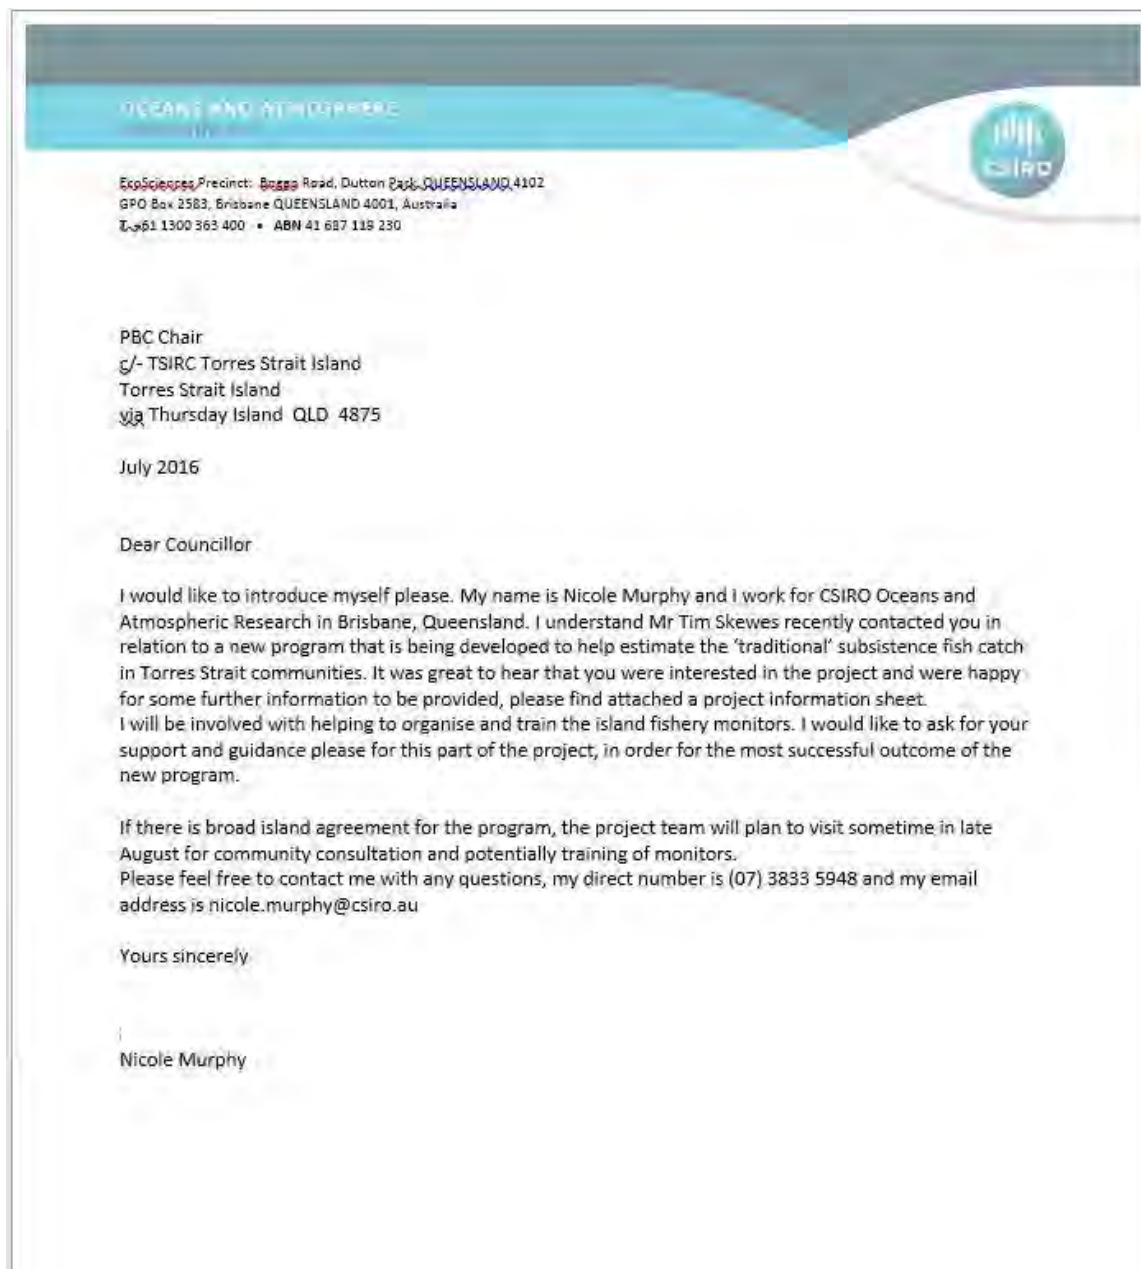 OCEANS AND ATMOSPHERE
CSIRO
EcoSciences Precinct: Boggo Road, Dutton Park QUEENSLAND 4102
GPO Box 2583, Brisbane QUEENSLAND 4001, Australia
T. +61 1300 363 400 • ABN 41 687 119 230
PBC Chair
c/- TSIRC Torres Strait Island
Torres Strait Island
via Thursday Island QLD 4875
July 2016
Dear Councillor
I would like to introduce myself please. My name is Nicole Murphy and I work for CSIRO Oceans and
Atmospheric Research in Brisbane, Queensland. I understand Mr Tim Skewes recently contacted you in
relation to a new program that is being developed to help estimate the 'traditional' subsistence fish catch
in Torres Strait communities. It was great to hear that you were interested in the project and were happy
for some further information to be provided, please find attached a project information sheet.
I will be involved with helping to organise and train the island fishery monitors. I would like to ask for your
support and guidance please for this part of the project, in order for the most successful outcome of the
new program.
If there is broad island agreement for the program, the project team will plan to visit sometime in late
August for community consultation and potentially training of monitors.
Please feel free to contact me with any questions, my direct number is (07) 3833 5948 and my email
address is nicole.murphy@csiro.au
Yours sincerely
Nicole Murphy